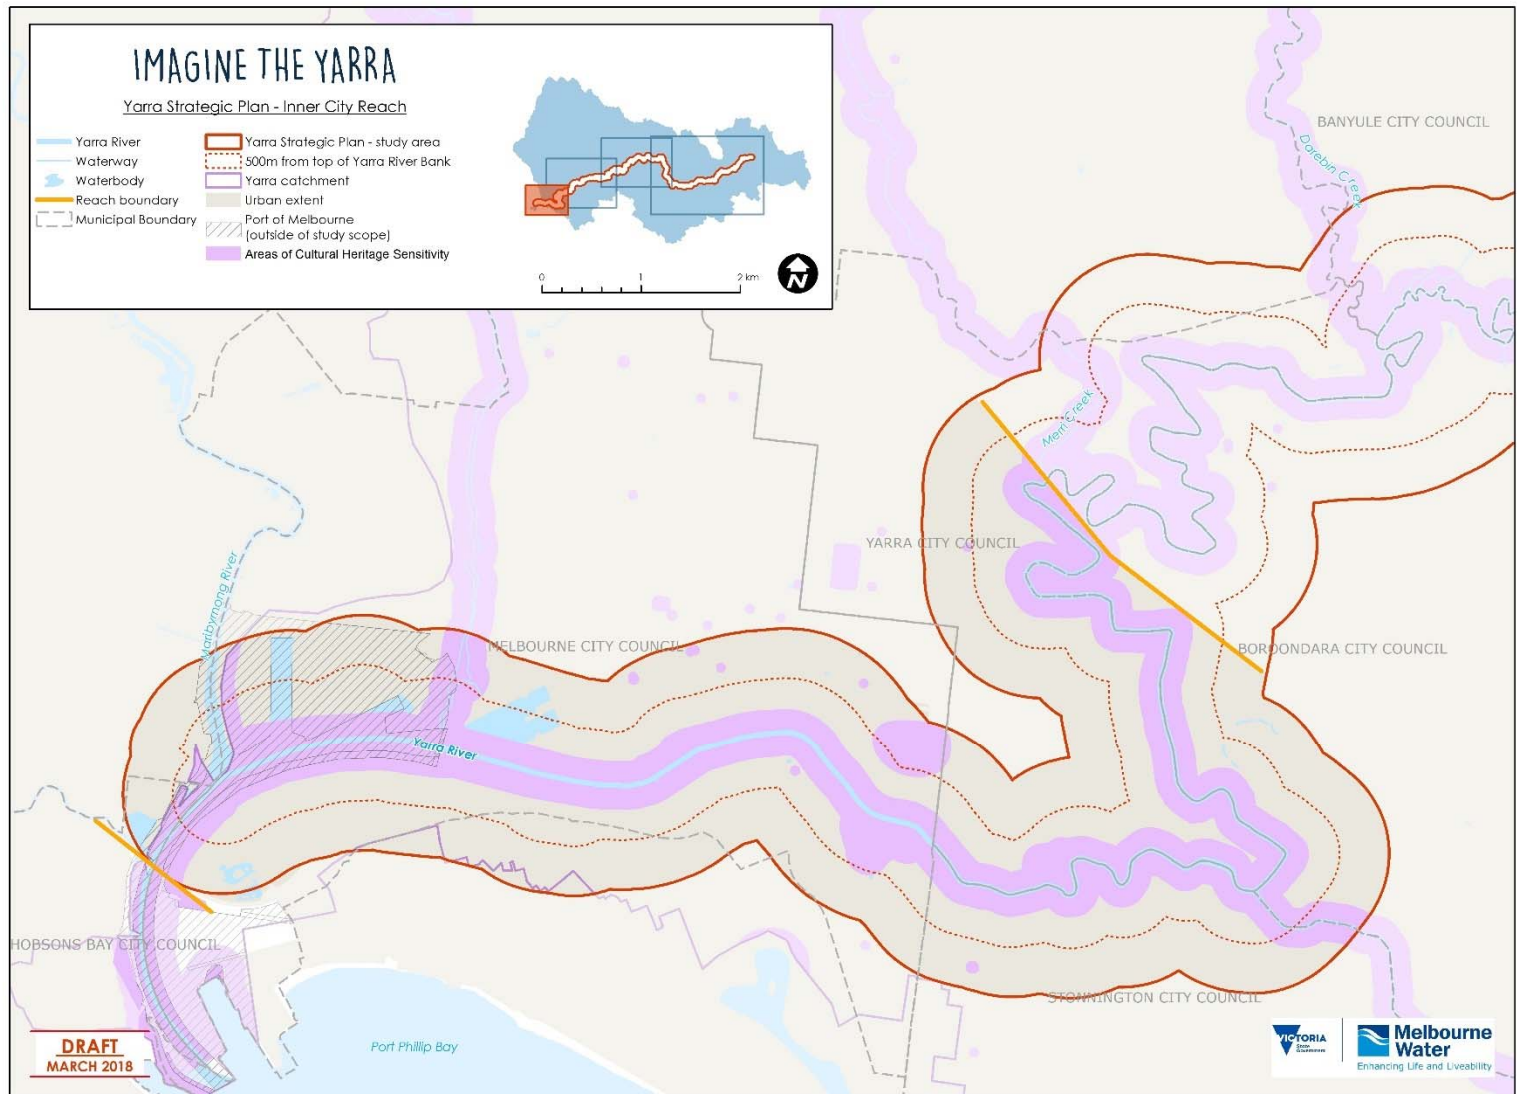 IMAGINE THE YARRA
Yarra Strategic Plan - Inner City Reach
Yarra River
Waterway
Waterbody
Reach boundary
Municipal Boundary
Yarra Strategic Plan - study area
500m from top of Yarra River Bank
Yarra catchment
Urban extent
Port of Melbourne
(outside of study scope)
Areas of Cultural Heritage Sensitivity
0 1 2 km
N
BANYULE CITY COUNCIL
Darebin Creek
Merri Creek
YARRA CITY COUNCIL
Maribyrnong River
MELBOURNE CITY COUNCIL
BOROONDARA CITY COUNCIL
Yarra River
HOBSONS BAY CITY COUNCIL
STONNINGTON CITY COUNCIL
Port Phillip Bay
DRAFT
MARCH 2018
VICTORIA
State
Government
Melbourne
Water
Enhancing Life and Liveability